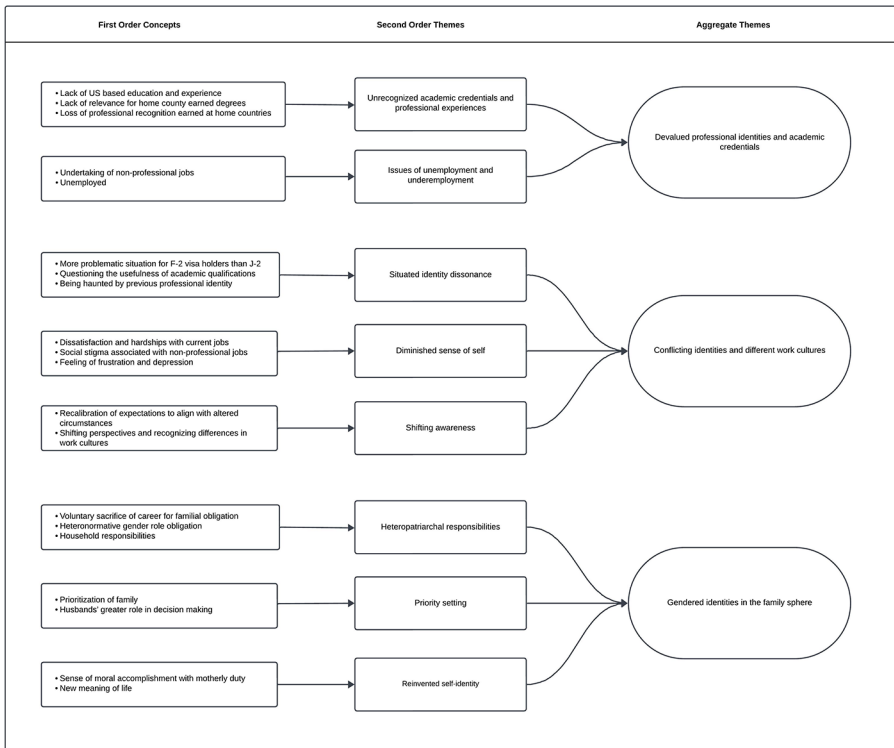 First Order Concepts
Second Order Themes
Aggregate Themes
• Lack of US based education and experience
• Lack of relevance for home county earned degrees
• Loss of professional recognition earned at home countries
Unrecognized academic credentials and
professional experiences
Devalued professional identities and academic
credentials
• Undertaking of non-professional jobs
• Unemployed
Issues of unemployment and
underemployment
• More problematic situation for F-2 visa holders than J-2
• Questioning the usefulness of academic qualifications
• Being haunted by previous professional identity
Situated identity dissonance
• Dissatisfaction and hardships with current jobs
• Social stigma associated with non-professional jobs
• Feeling of frustration and depression
Diminished sense of self
Conflicting identities and different work cultures
• Recalibration of expectations to align with altered
circumstances
• Shifting perspectives and recognizing differences in
work cultures
Shifting awareness
• Voluntary sacrifice of career for familial obligation
• Heteronormative gender role obligation
• Household responsibilities
Heteropatriarchal responsibilities
• Prioritization of family
• Husbands' greater role in decision making
Priority setting
Gendered identities in the family sphere
• Sense of moral accomplishment with motherly duty
• New meaning of life
Reinvented self-identity